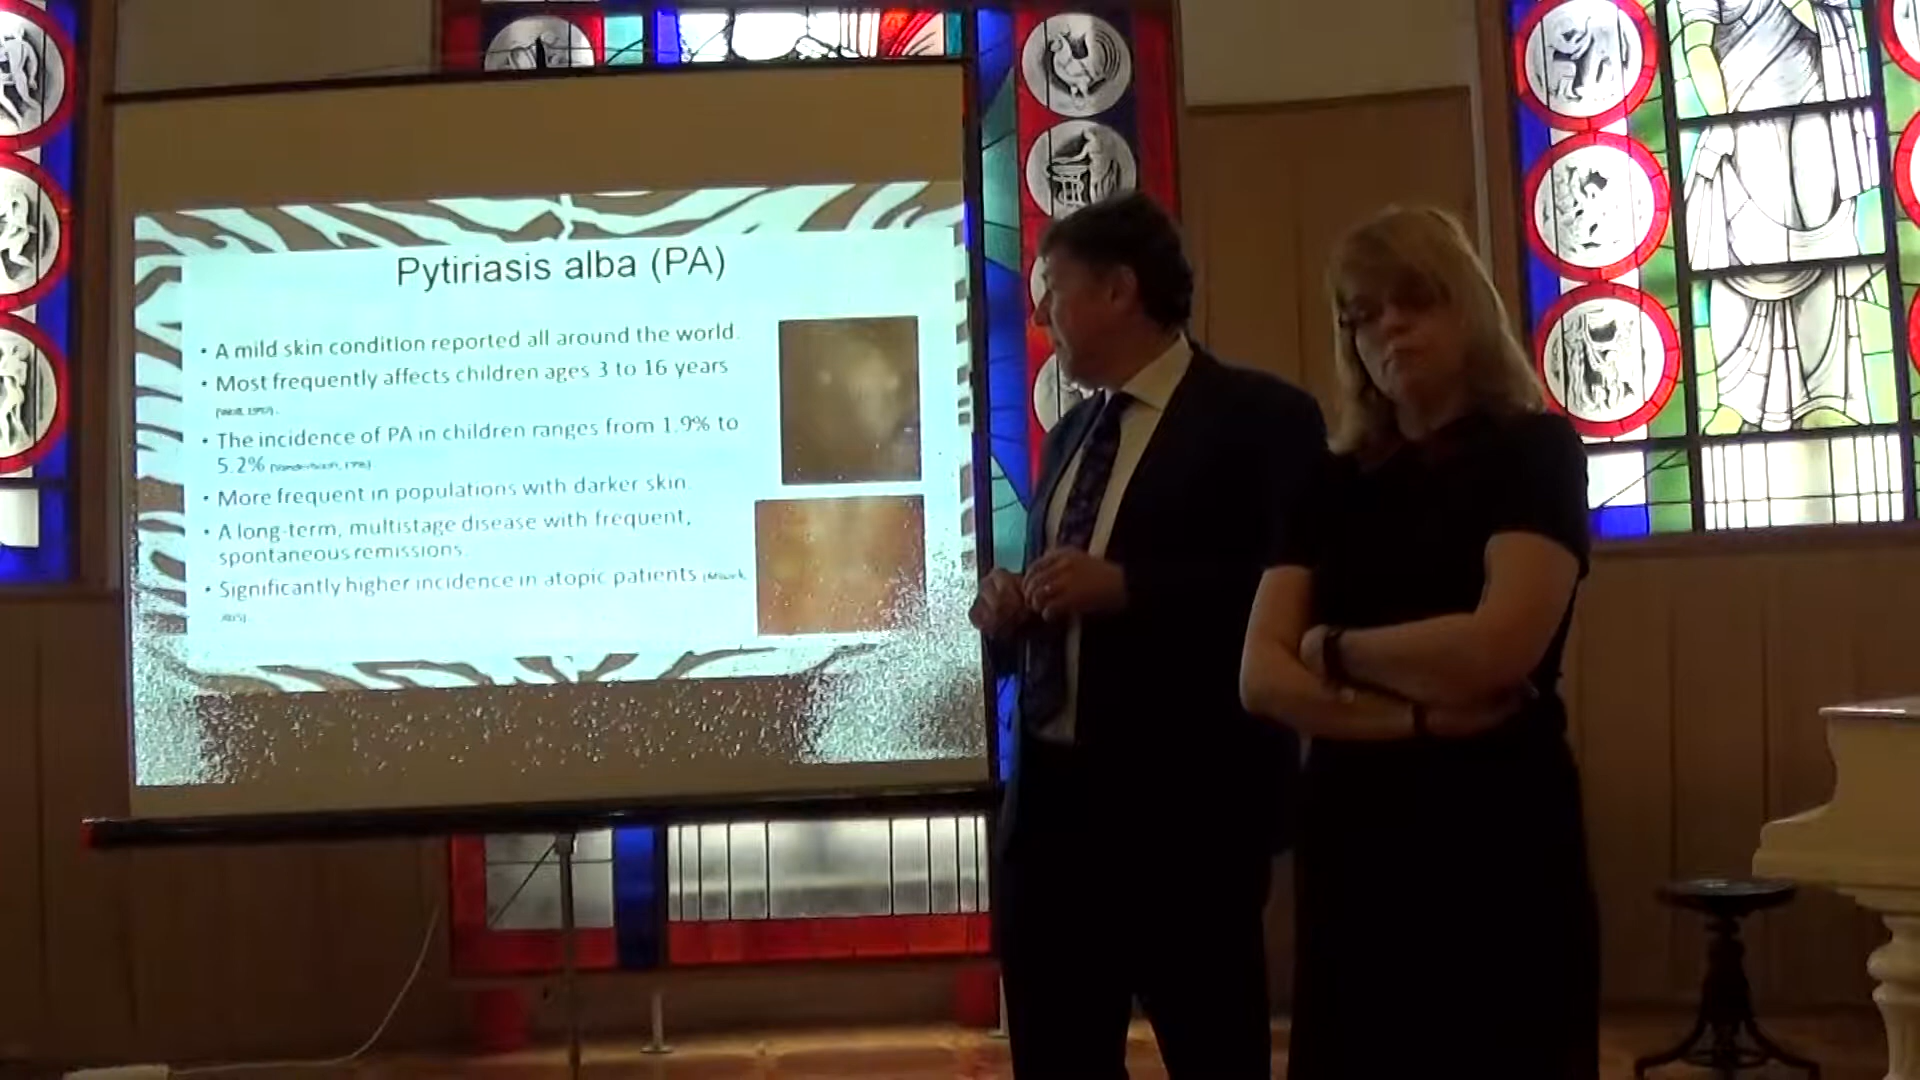 Pytiriasis alba (PA)
• A mild skin condition reported all around the world.
• Most frequently affects children ages 3 to 16 years
• The incidence of PA in children ranges from 1.9% to
5.2%
• More frequent in populations with darker skin.
• A long-term, multistage disease with frequent,
spontaneous remissions.
• Significantly higher incidence in atopic patients